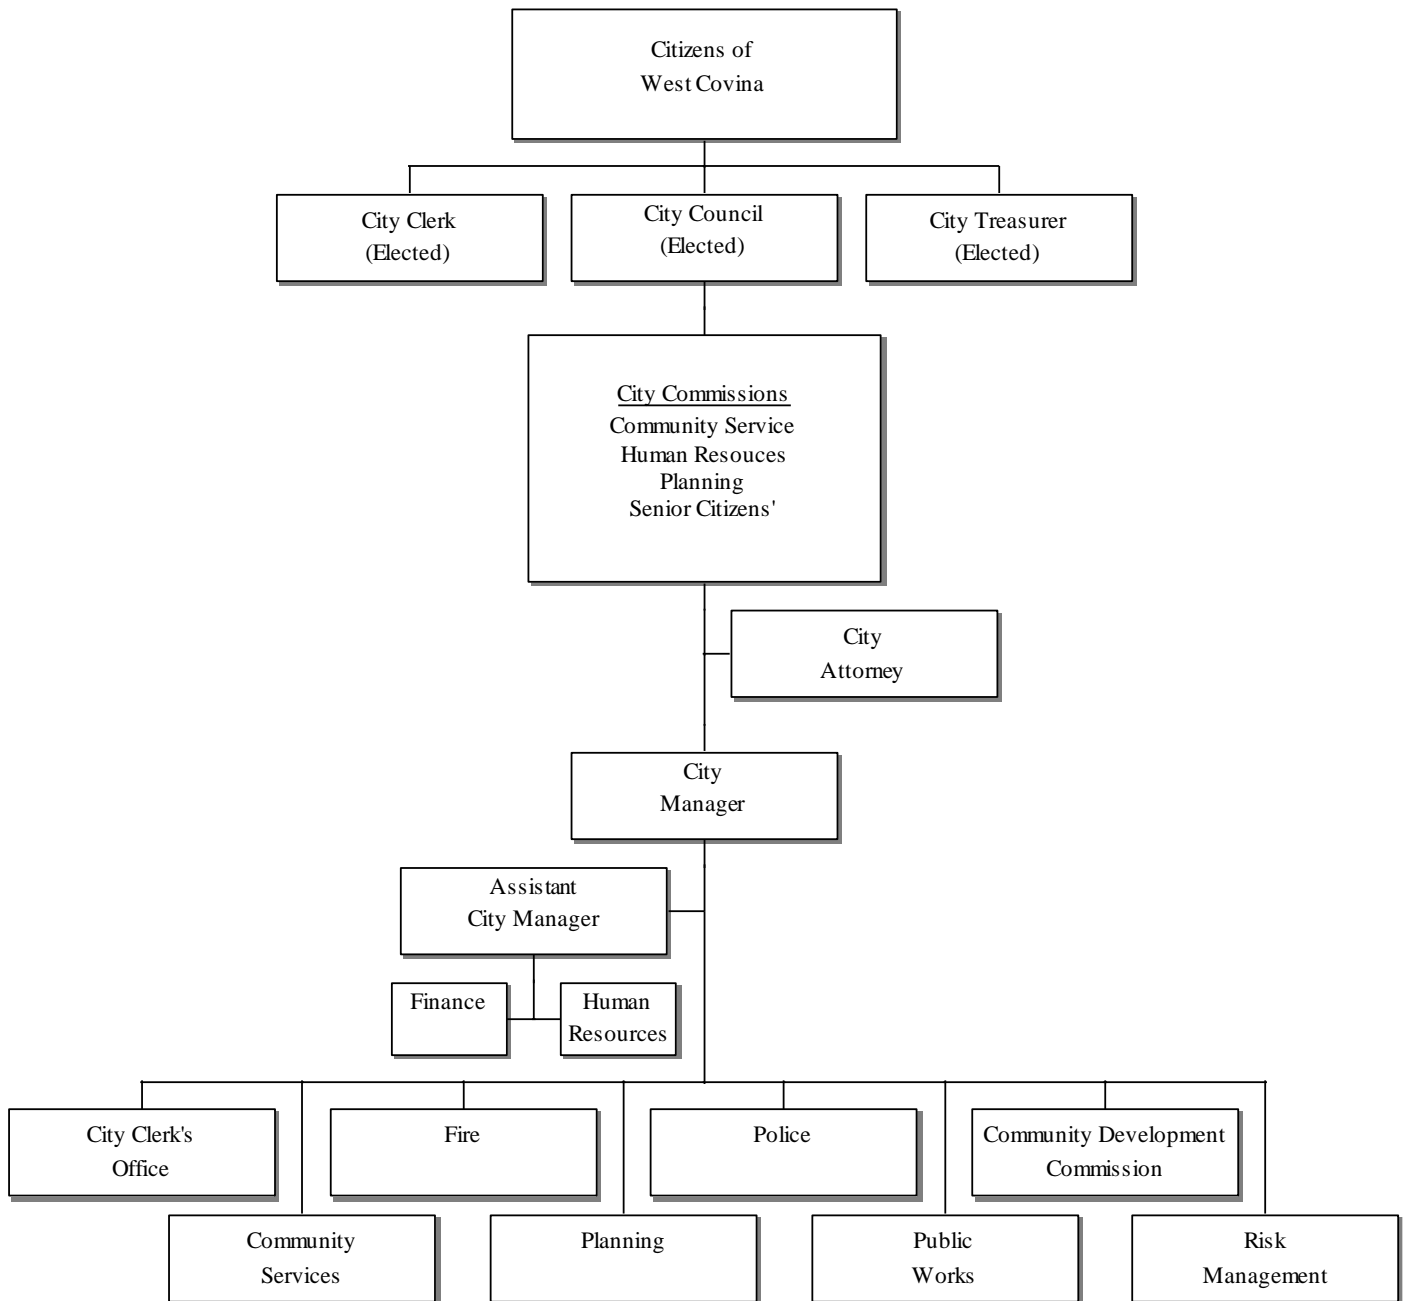 Citizens of
West Covina
City Clerk
(Elected)
City Council
(Elected)
City Treasurer
(Elected)
City Commissions
Community Service
Human Resouces
Planning
Senior Citizens'
City
Attorney
City
Manager
Assistant
City Manager
Finance
Human
Resources
City Clerk's
Office
Fire
Police
Community Development
Commission
Community
Services
Planning
Public
Works
Risk
Management